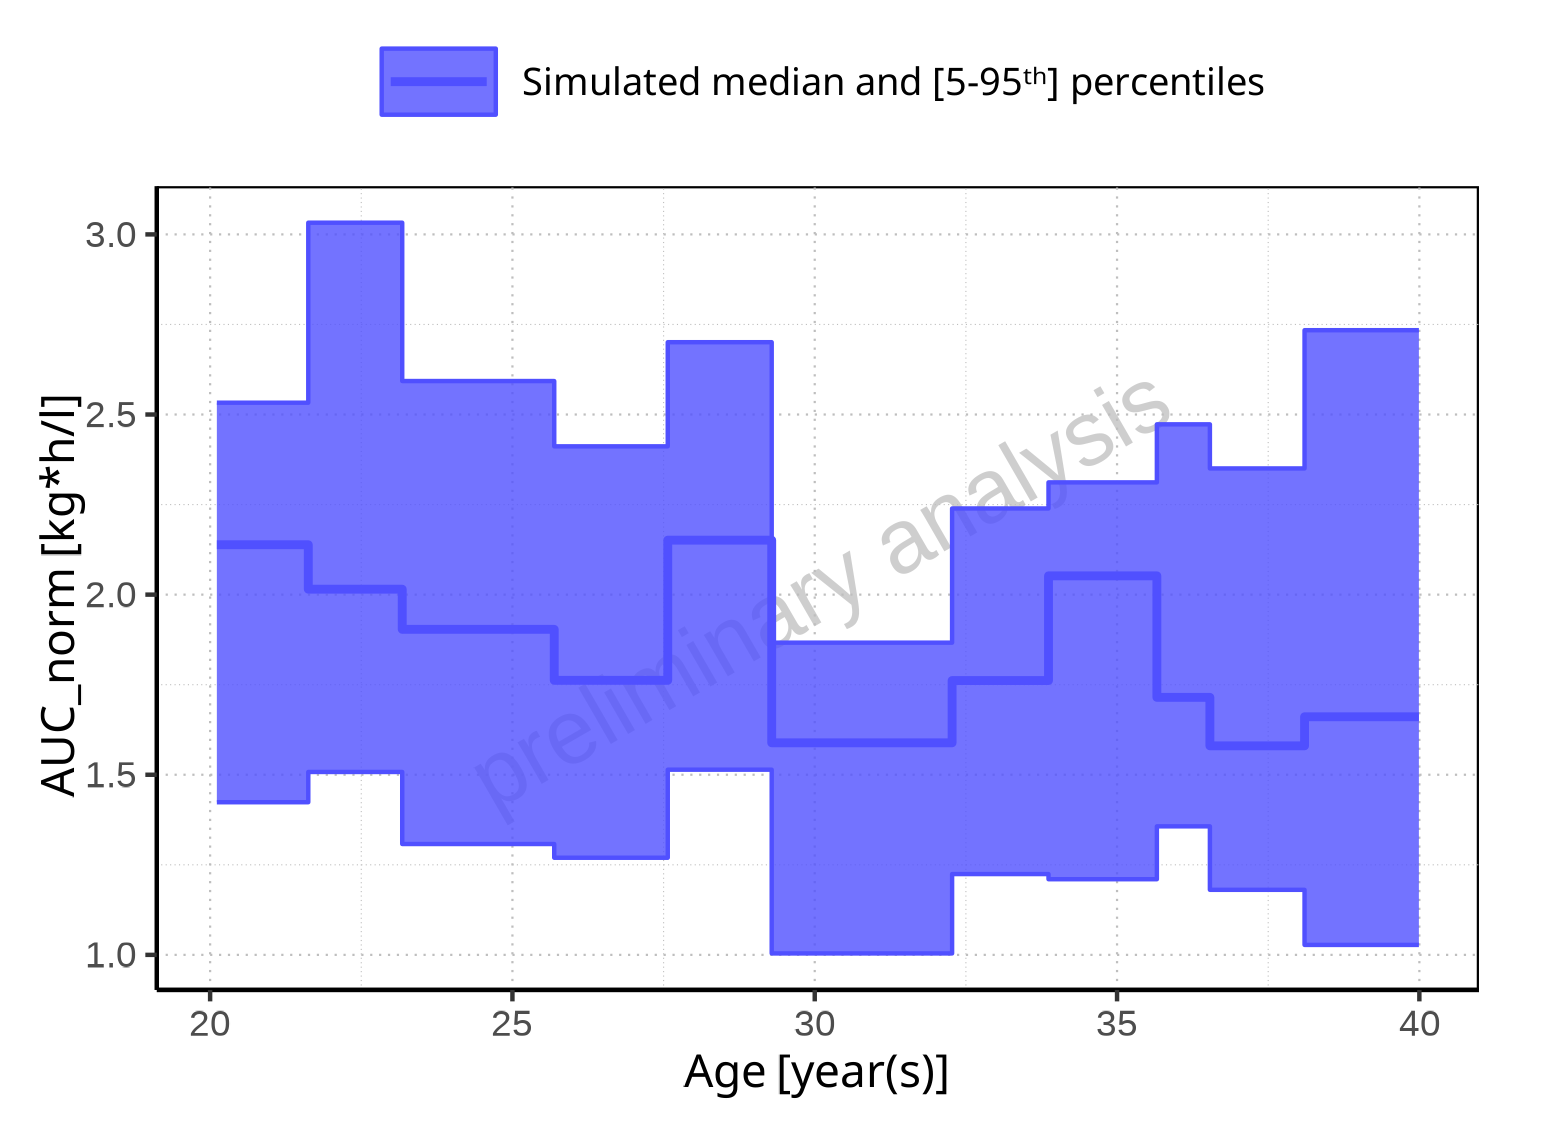 Simulated median and [5-95ᵗʰ] percentiles
3.0
2.5
2.0
1.5
1.0
AUC_norm [kg*h/l]
preliminary analysis
20 25 30 35 40
Age [year(s)]